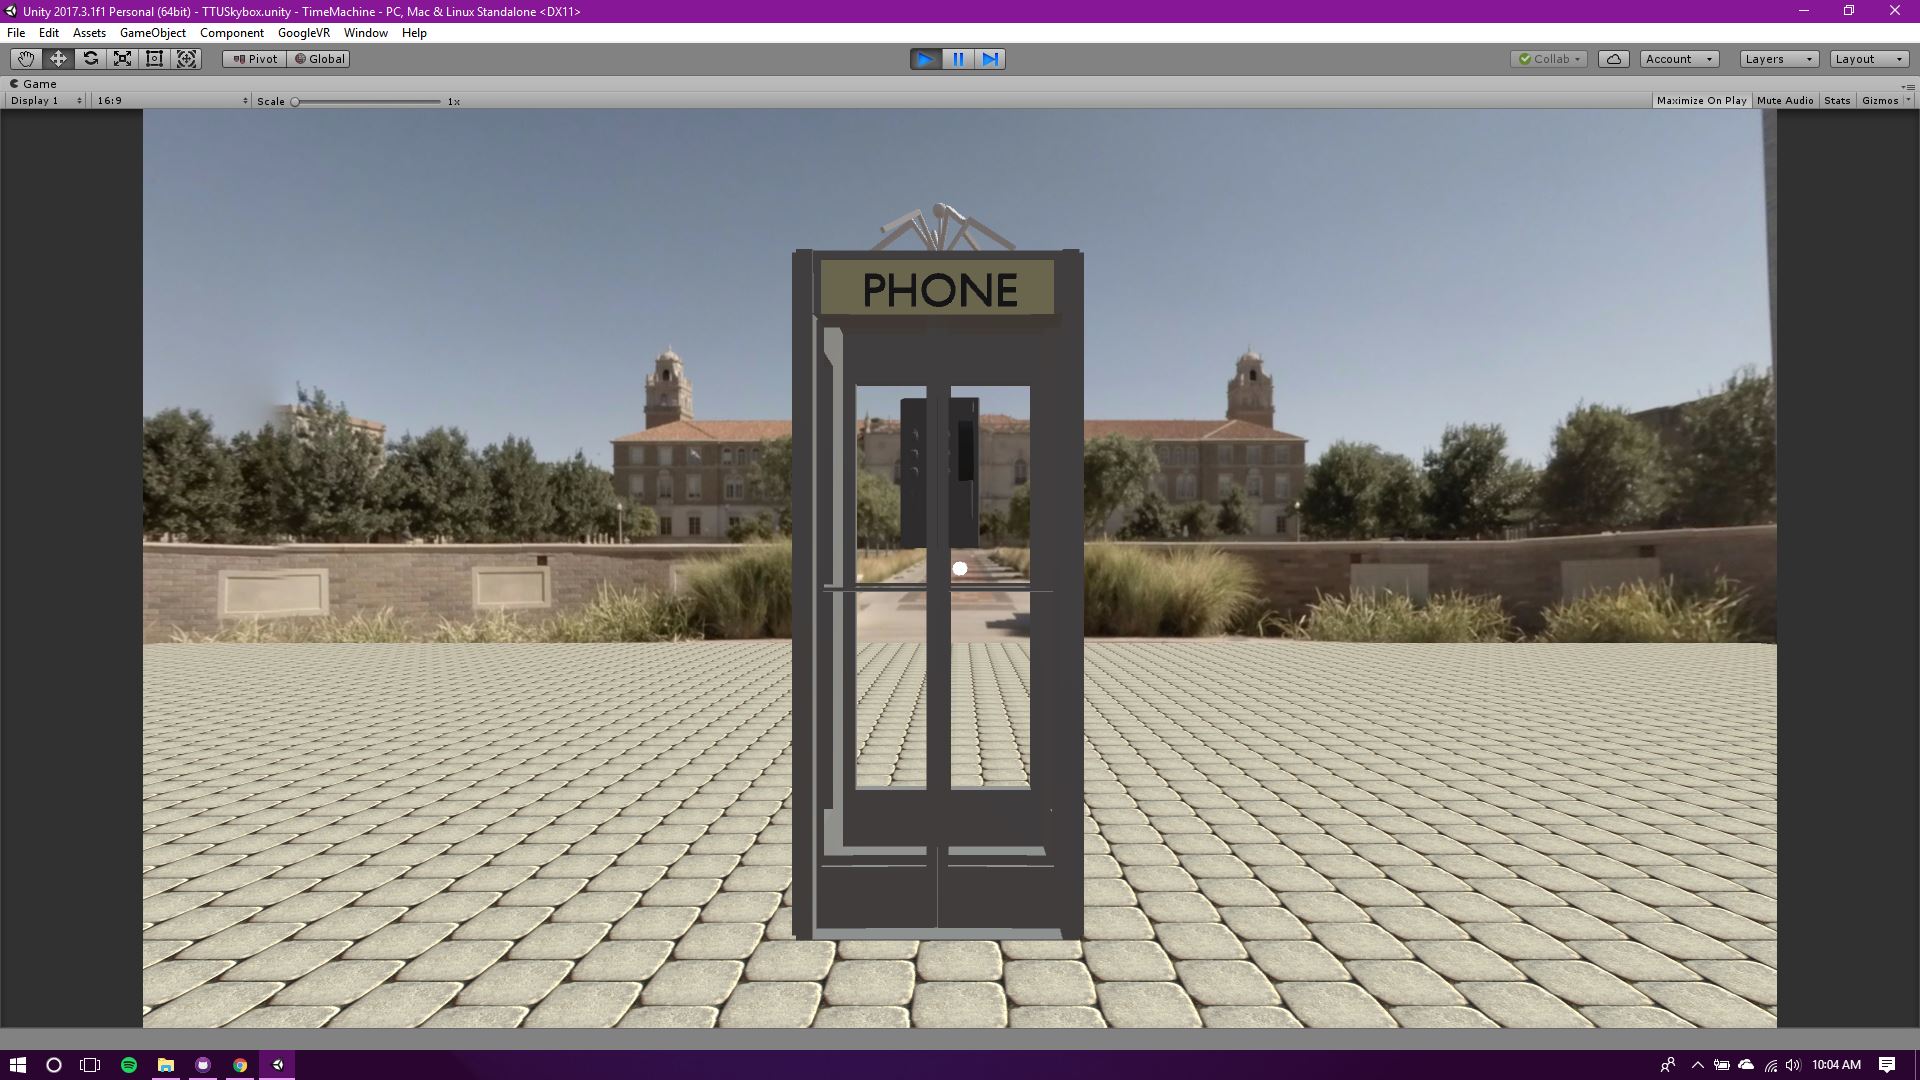 Unity 2017.3.1f1 Personal (64bit) - TTUSkybox.unity - TimeMachine - PC, Mac & Linux Standalone <DX11>
File Edit Assets GameObject Component GoogleVR Window Help
Pivot Global Collab Account Layers Layout
Game
Display 1 16:9 Scale 1x Maximize On Play Mute Audio Stats Gizmos
PHONE
10:04 AM